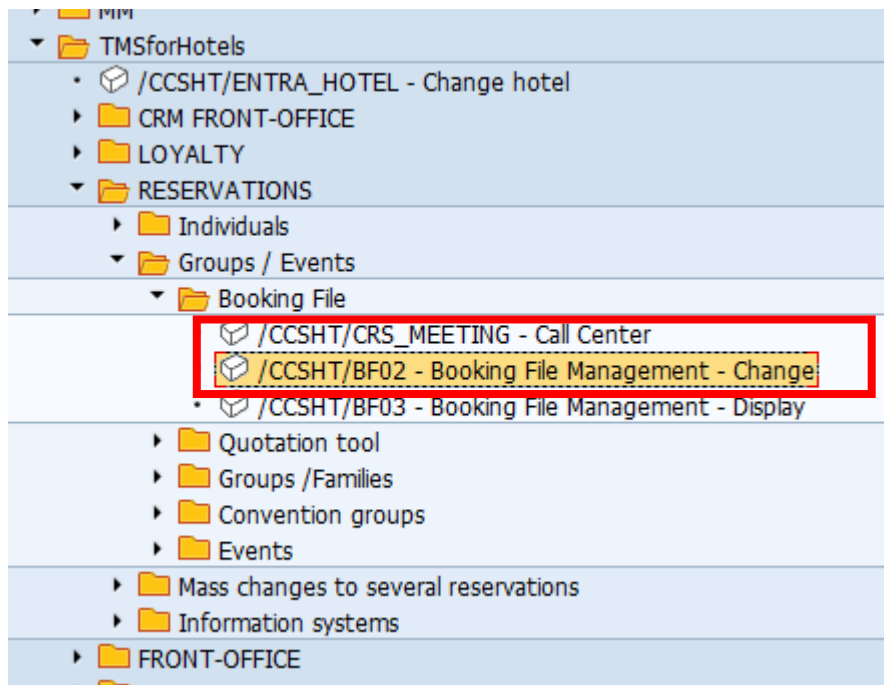 MM
TMSforHotels
/CCSHT/ENTRA_HOTEL - Change hotel
CRM FRONT-OFFICE
LOYALTY
RESERVATIONS
Individuals
Groups / Events
Booking File
/CCSHT/CRS_MEETING - Call Center
/CCSHT/BF02 - Booking File Management - Change
/CCSHT/BF03 - Booking File Management - Display
Quotation tool
Groups /Families
Convention groups
Events
Mass changes to several reservations
Information systems
FRONT-OFFICE